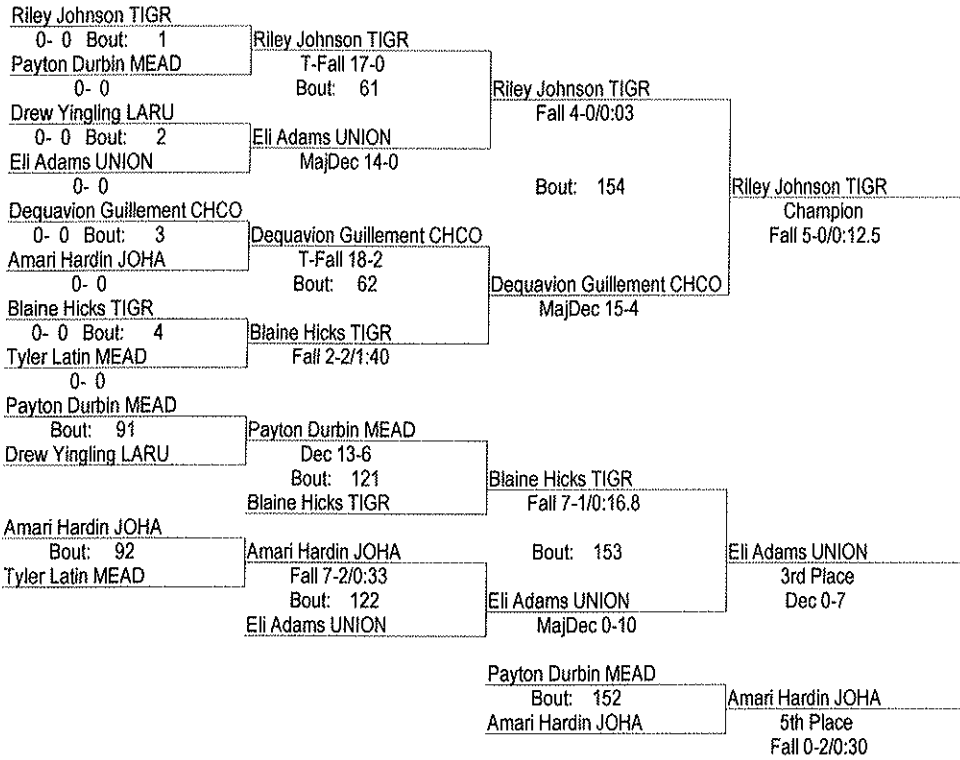 Riley Johnson TIGR
0- 0 Bout: 1
Payton Durbin MEAD
0- 0
Drew Yingling LARU
0- 0 Bout: 2
Eli Adams UNION
0- 0
Dequavion Guillement CHCO
0- 0 Bout: 3
Amari Hardin JOHA
0- 0
Blaine Hicks TIGR
0- 0 Bout: 4
Tyler Latin MEAD
0- 0
Riley Johnson TIGR
T-Fall 17-0
Bout: 61
Eli Adams UNION
MajDec 14-0
Dequavion Guillement CHCO
T-Fall 18-2
Bout: 62
Blaine Hicks TIGR
Fall 2-2/1:40
Riley Johnson TIGR
Fall 4-0/0:03
Bout: 154
Dequavion Guillement CHCO
MajDec 15-4
Riley Johnson TIGR
Champion
Fall 5-0/0:12.5
Payton Durbin MEAD
Bout: 91
Drew Yingling LARU
Amari Hardin JOHA
Bout: 92
Tyler Latin MEAD
Payton Durbin MEAD
Dec 13-6
Bout: 121
Blaine Hicks TIGR
Amari Hardin JOHA
Fall 7-2/0:33
Bout: 122
Eli Adams UNION
Blaine Hicks TIGR
Fall 7-1/0:16.8
Bout: 153
Eli Adams UNION
MajDec 0-10
Eli Adams UNION
3rd Place
Dec 0-7
Payton Durbin MEAD
Bout: 152
Amari Hardin JOHA
Amari Hardin JOHA
5th Place
Fall 0-2/0:30